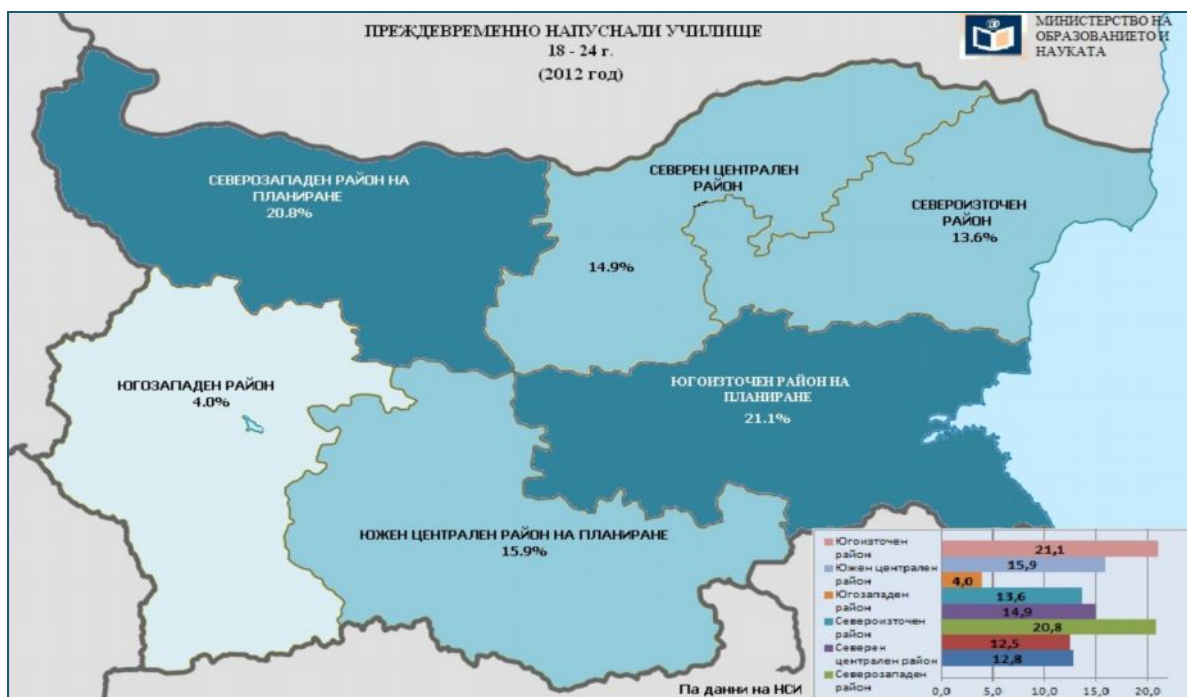 ПРЕЖДЕВРЕМЕННО НАПУСНАЛИ УЧИЛИЩЕ
18 - 24 г.
(2012 год)
МИНИСТЕРСТВО НА
ОБРАЗОВАНИЕТО И
НАУКАТА
СЕВЕРОЗАПАДЕН РАЙОН НА
ПЛАНИРАНЕ
20.8%
СЕВЕРЕН ЦЕНТРАЛЕН
РАЙОН
14.9%
СЕВЕРОИЗТОЧЕН
РАЙОН
13.6%
ЮГОЗАПАДЕН РАЙОН
4.0%
ЮГОИЗТОЧЕН РАЙОН НА
ПЛАНИРАНЕ
21.1%
ЮЖЕН ЦЕНТРАЛЕН РАЙОН НА ПЛАНИРАНЕ
15.9%
Па данни на НСИ
Югоизточен
район
Южен централен
район
Югозападен
район
Североизточен
район
Северен
централен район
Северозападен
район
21,1
15,9
4,0
13,6
14,9
20,8
12,5
12,8
0,0 5,0 10,0 15,0 20,0